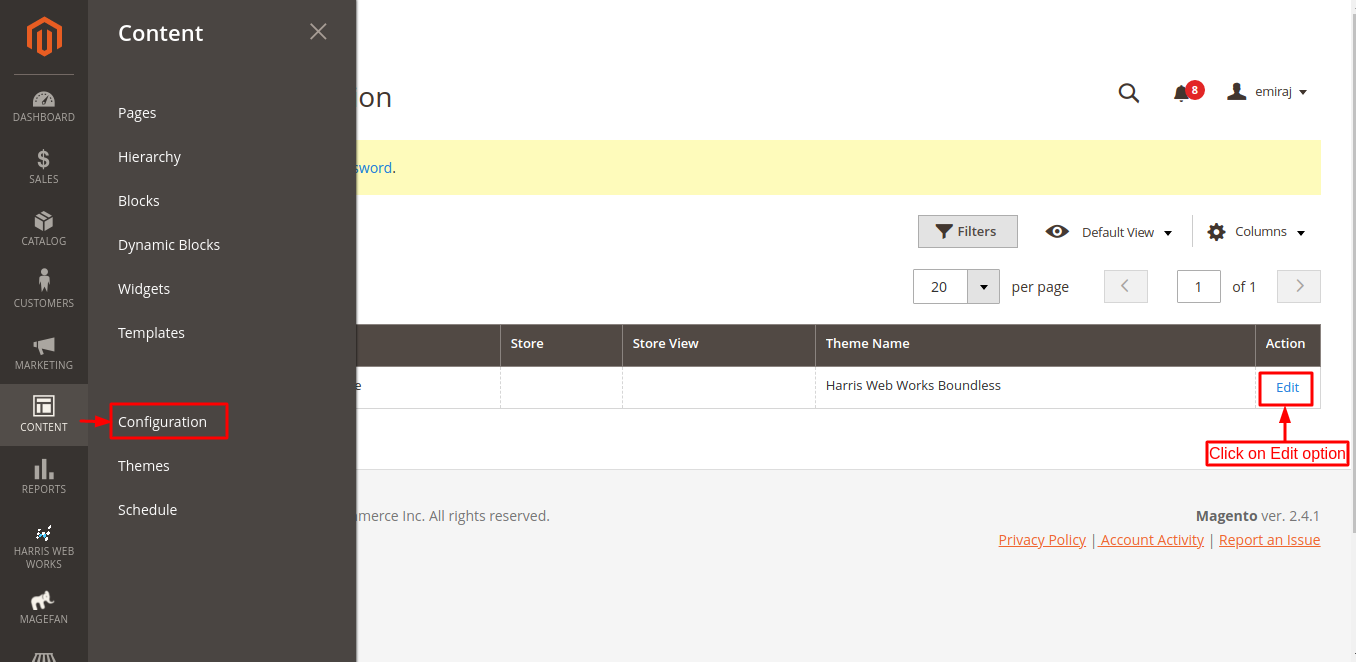 Content
Pages
Hierarchy
Blocks
Dynamic Blocks
Widgets
Templates
Configuration
Themes
Schedule
DASHBOARD
SALES
CATALOG
CUSTOMERS
MARKETING
CONTENT
REPORTS
HARRIS WEB
WORKS
MAGEFAN
on
8
emiraj
sword.
Filters
Default View
Columns
20
per page
1
of 1
Store
Store View
Theme Name
Action
e
Harris Web Works Boundless
Edit
Click on Edit option
mmerce Inc. All rights reserved.
Magento ver. 2.4.1
Privacy Policy | Account Activity | Report an Issue